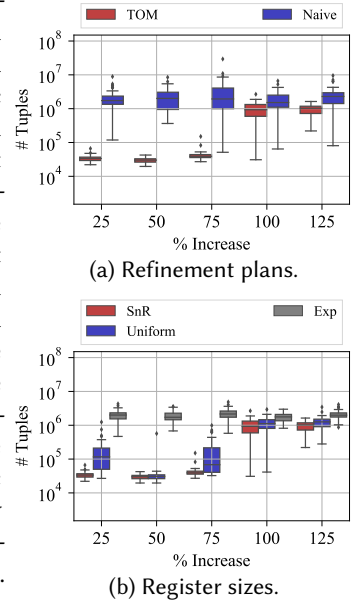 TOM Naive
# Tuples
10^8
10^7
10^6
10^5
10^4
25 50 75 100 125
% Increase
(a) Refinement plans.
SnR Exp
Uniform
# Tuples
10^8
10^7
10^6
10^5
10^4
25 50 75 100 125
% Increase
(b) Register sizes.